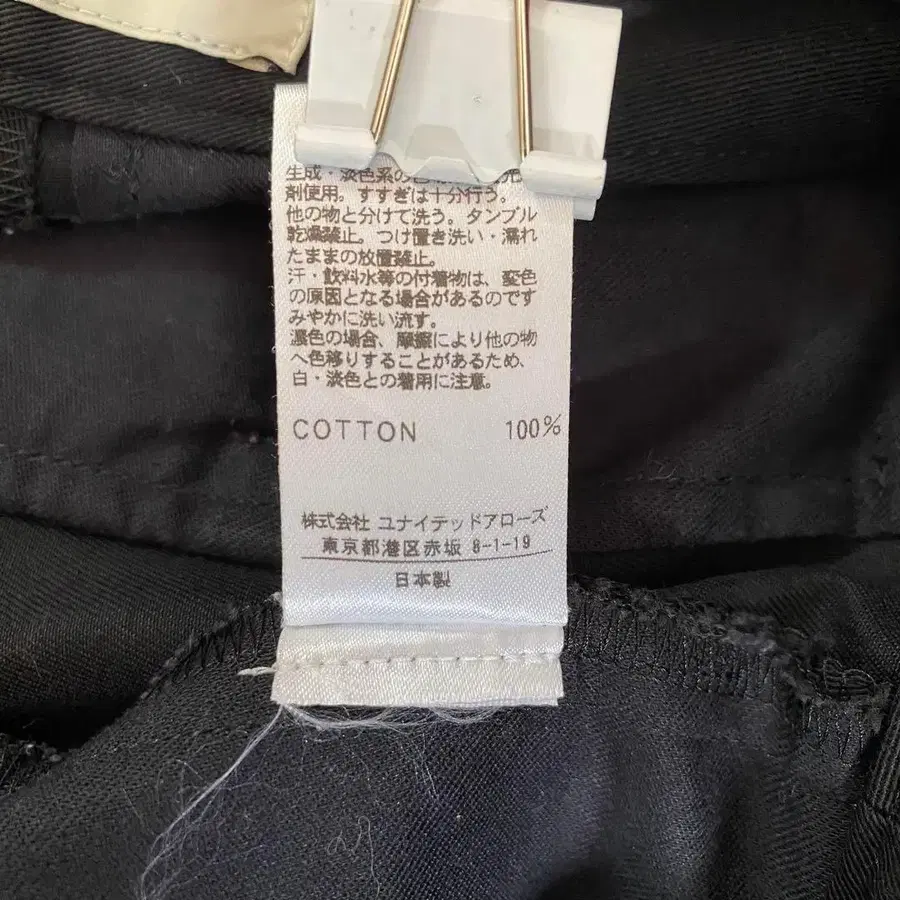 生成・淡色系の
剤使用。すすぎは十分行う。
他の物と分けて洗う。タンブル
乾燥禁止。つけ置き洗い・濡れ
たままの放置禁止。
汗・飲料水等の付着物は、変色
の原因となる場合があるのです
みやかに洗い流す。
濃色の場合、摩擦により他の物
へ色移りすることがあるため、
白・淡色との着用に注意。
COTTON 100%
株式会社 ユナイテッドアローズ
東京都港区赤坂 8-1-19
日本製